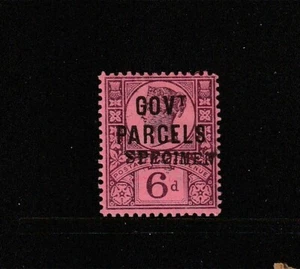 GOVT
PARCELS
SPECIMEN
6d